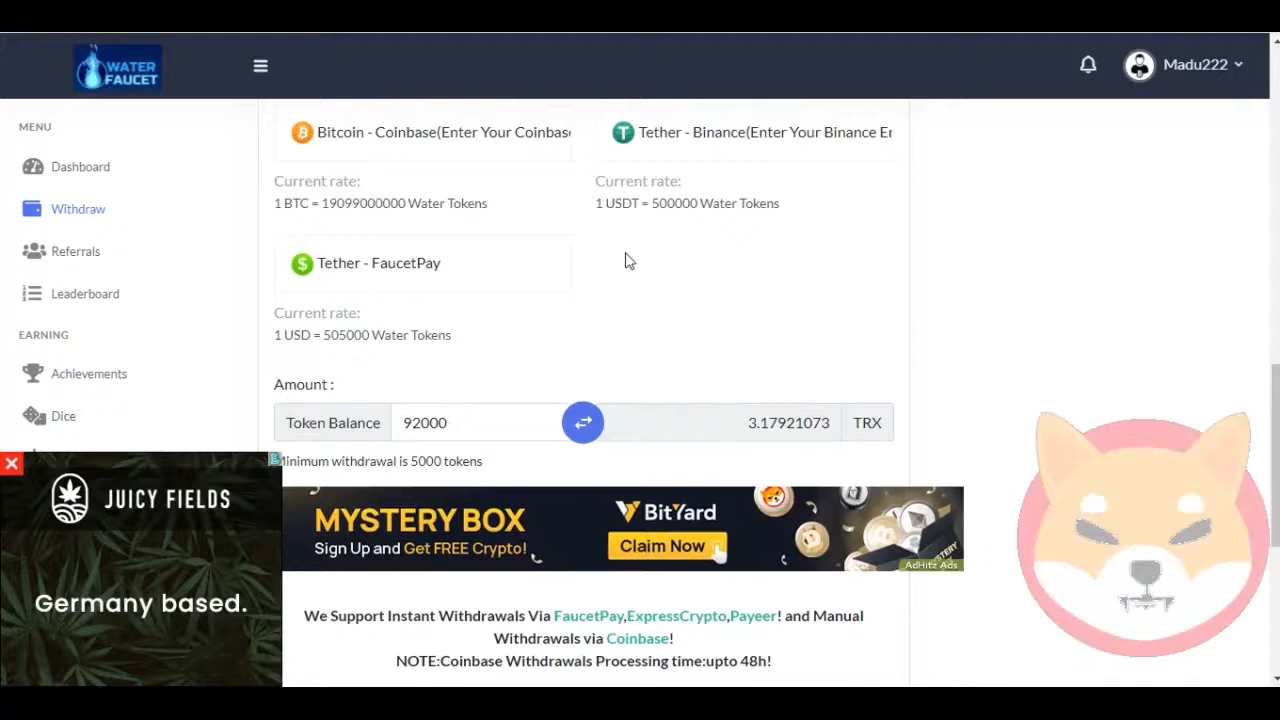 WATER
FAUCET
Madu222
MENU
Dashboard
Withdraw
Referrals
Leaderboard
EARNING
Achievements
Dice
Bitcoin - Coinbase(Enter Your Coinbas
Tether - Binance(Enter Your Binance Er
Current rate:
1 BTC = 19099000000 Water Tokens
Current rate:
1 USDT = 500000 Water Tokens
Tether - FaucetPay
Current rate:
1 USD = 505000 Water Tokens
Amount :
Token Balance 92000 3.17921073 TRX
Minimum withdrawal is 5000 tokens
JUICY FIELDS
Germany based.
MYSTERY BOX
Sign Up and Get FREE Crypto!
BitYard
Claim Now
AdHitz Ads
We Support Instant Withdrawals Via FaucetPay,ExpressCrypto,Payeer! and Manual
Withdrawals via Coinbase!
NOTE:Coinbase Withdrawals Processing time:upto 48h!